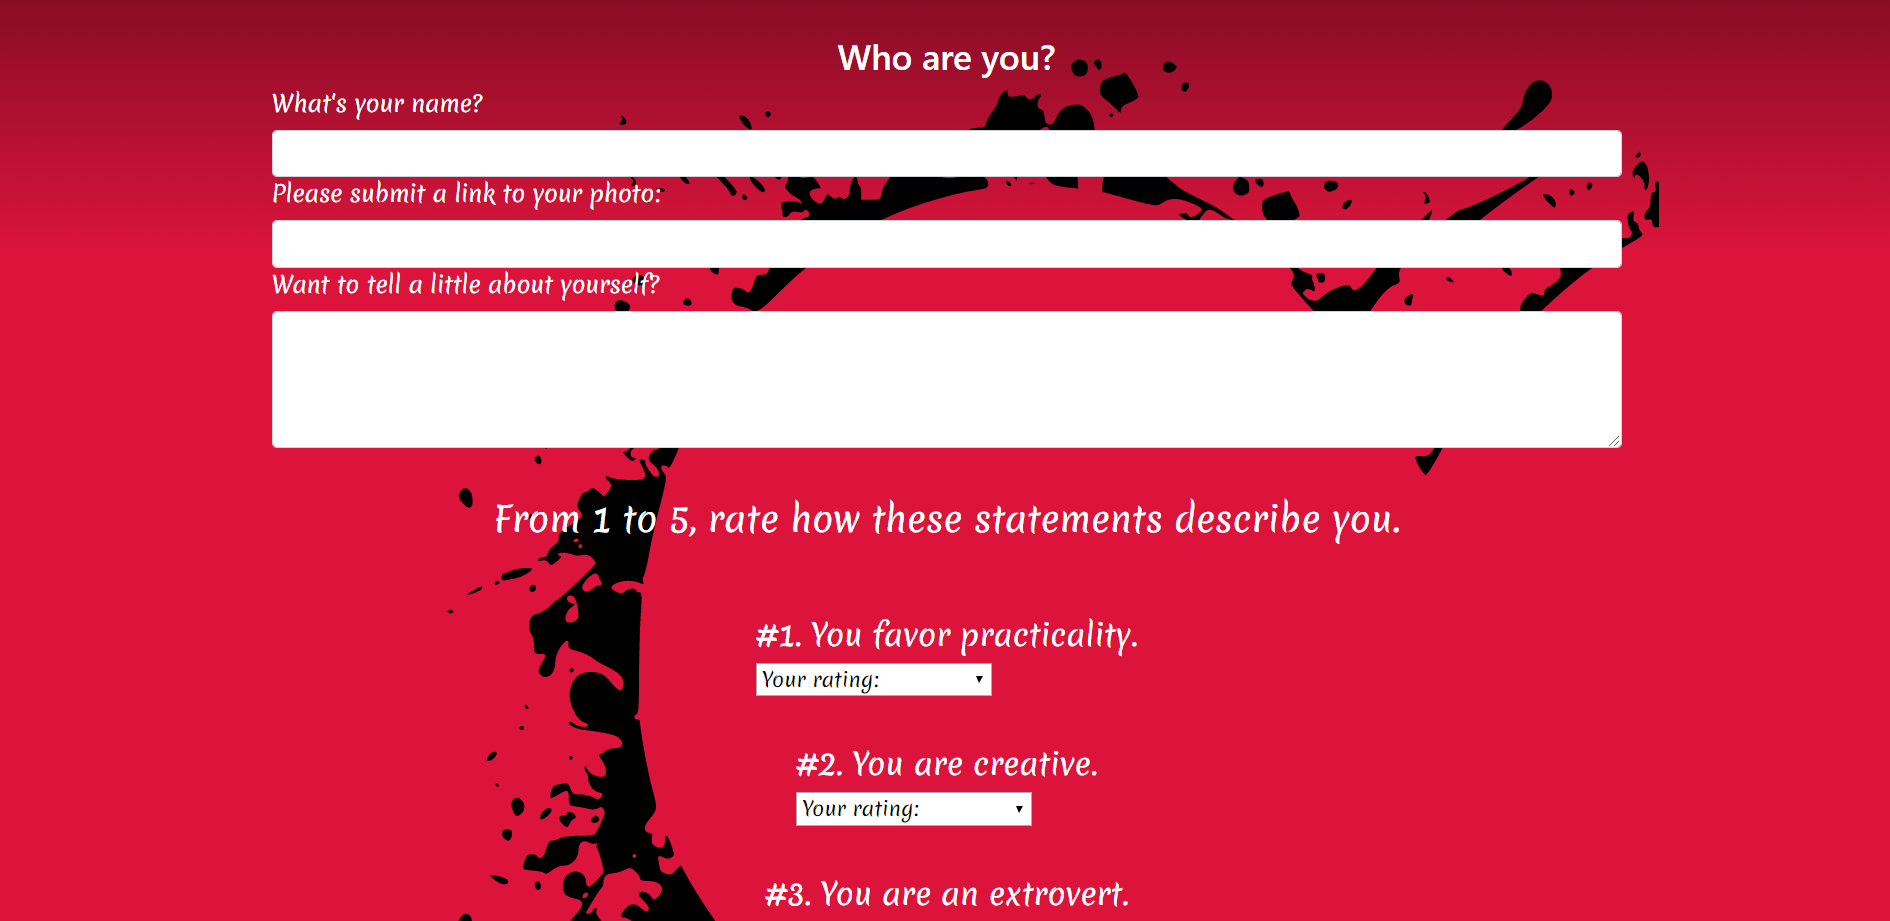 Who are you?
What's your name?
Please submit a link to your photo:
Want to tell a little about yourself?
From 1 to 5, rate how these statements describe you.
#1. You favor practicality.
Your rating:
#2. You are creative.
Your rating:
#3. You are an extrovert.